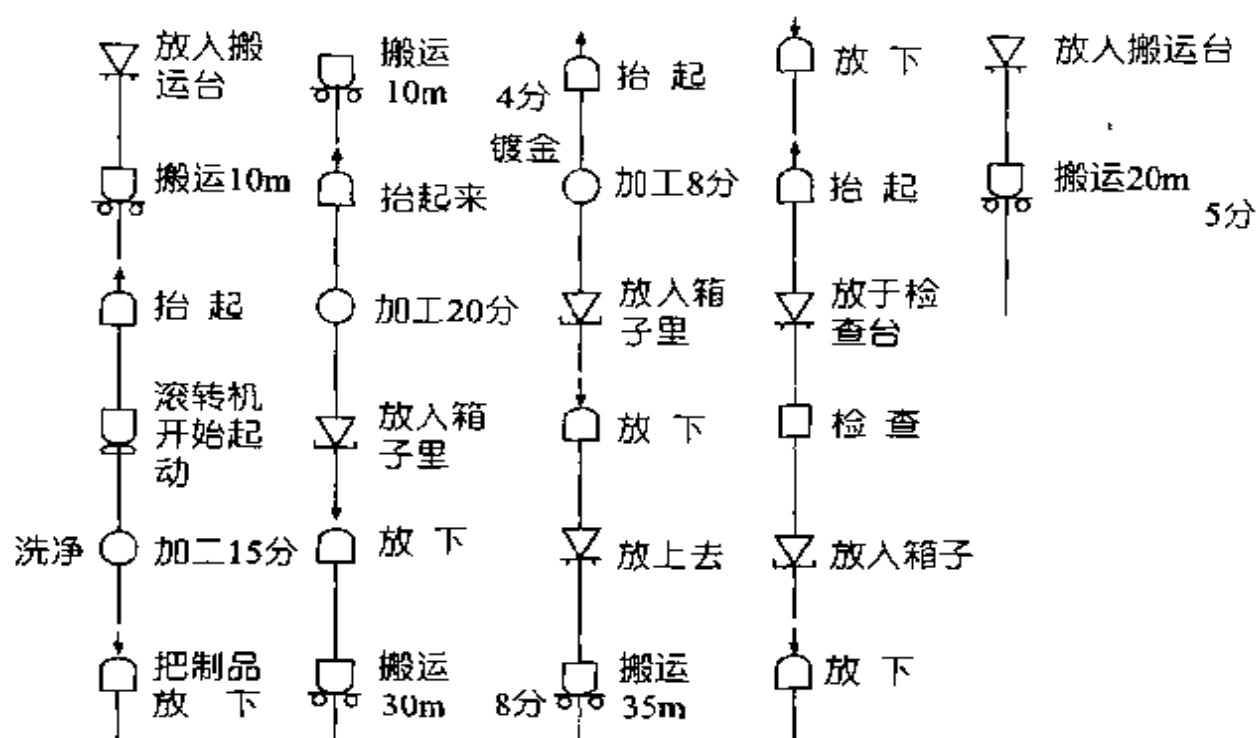 放入搬
运台
搬运10m
抬 起
滚转机
开始起
动
洗净
加二15分
把制品
放 下
搬运
10m
抬起来
加工20分
放入箱
子里
放 下
搬运
30m
抬 起
4分
镀金
加工8分
放入箱
子里
放 下
放上去
8分
搬运
35m
放 下
抬 起
放于检
查台
检 查
放入箱子
放 下
放入搬运台
搬运20m
5分